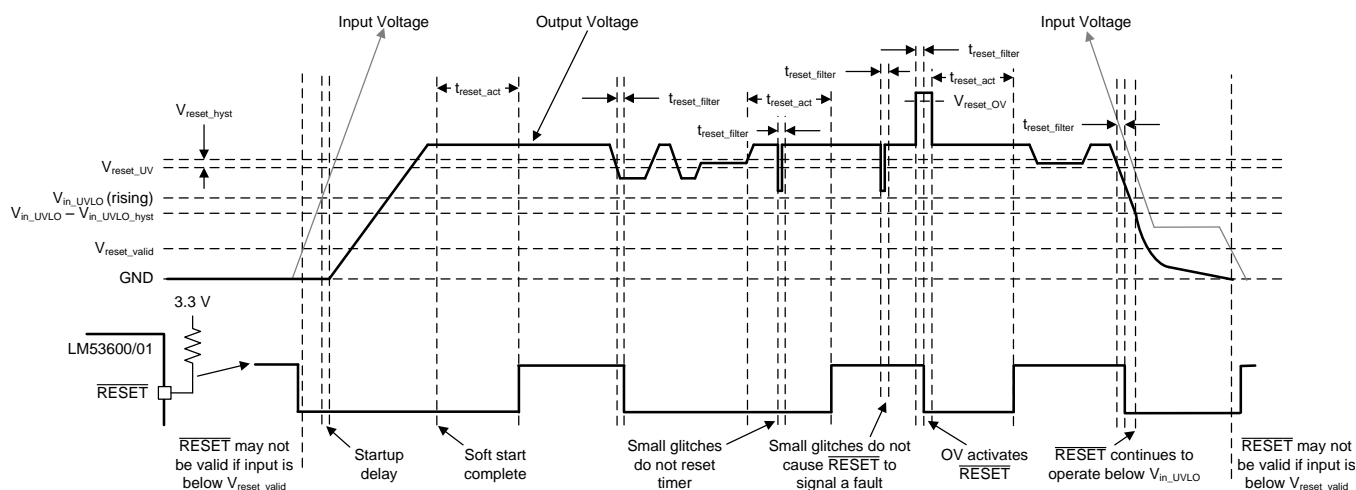 Input Voltage
Output Voltage
Input Voltage
t_reset_filter
t_reset_filter
t_reset_act
t_reset_act
V_reset_OV
t_reset_filter
t_reset_act
V_reset_hyst
t_reset_filter
t_reset_filter
V_reset_UV
V_in_UVLO (rising)
V_in_UVLO – V_in_UVLO_hyst
V_reset_valid
GND
3.3 V
LM53600/01
RESET
RESET may not
be valid if input is
below V_reset_valid
Startup
delay
Soft start
complete
Small glitches
do not reset
timer
Small glitches do not
cause RESET to
signal a fault
OV activates
RESET
RESET continues to
operate below V_in_UVLO
RESET may not
be valid if input is
below V_reset_valid